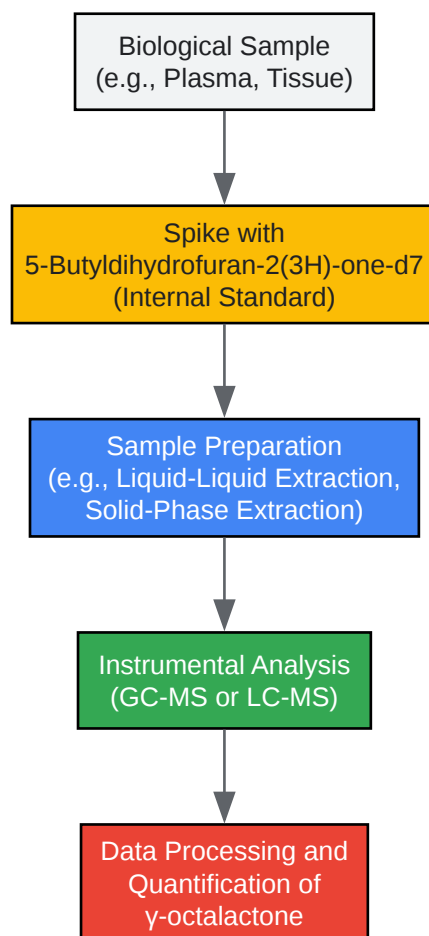 Biological Sample
(e.g., Plasma, Tissue)
Spike with
5-Butyldihydrofuran-2(3H)-one-d7
(Internal Standard)
Sample Preparation
(e.g., Liquid-Liquid Extraction,
Solid-Phase Extraction)
Instrumental Analysis
(GC-MS or LC-MS)
Data Processing and
Quantification of
γ-octalactone